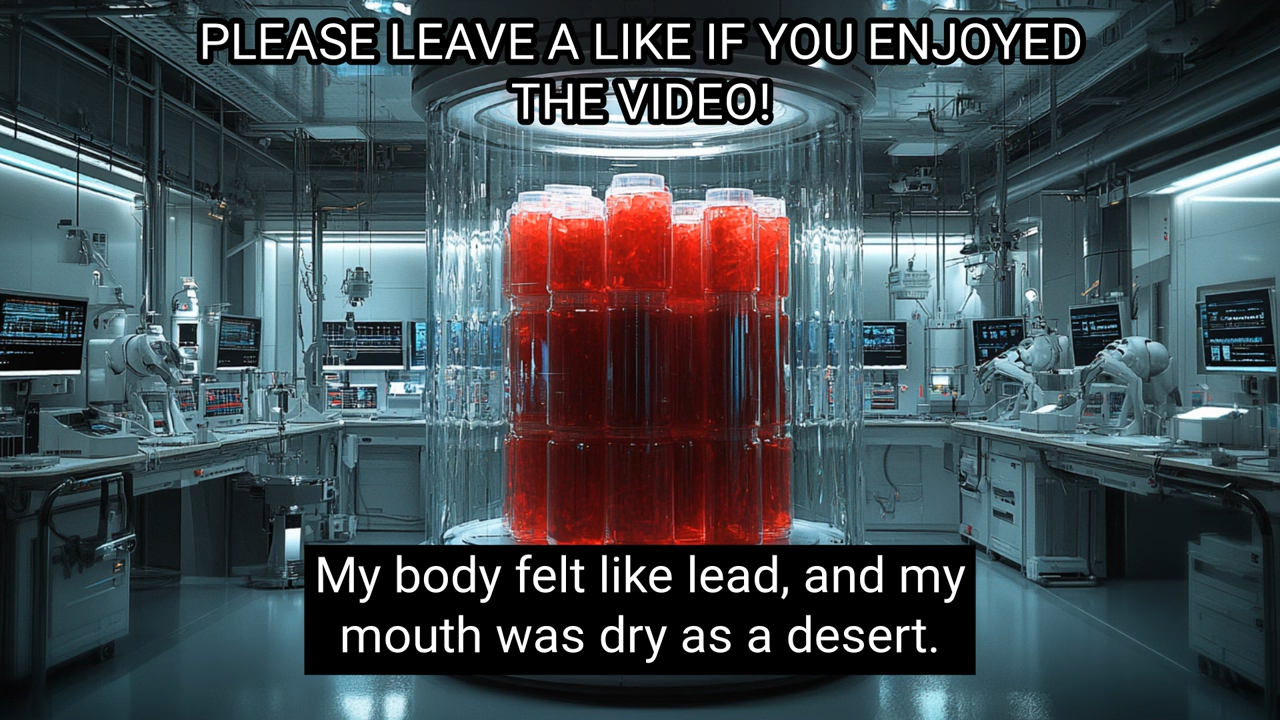 PLEASE LEAVE A LIKE IF YOU ENJOYED
THE VIDEO!
My body felt like lead, and my
mouth was dry as a desert.